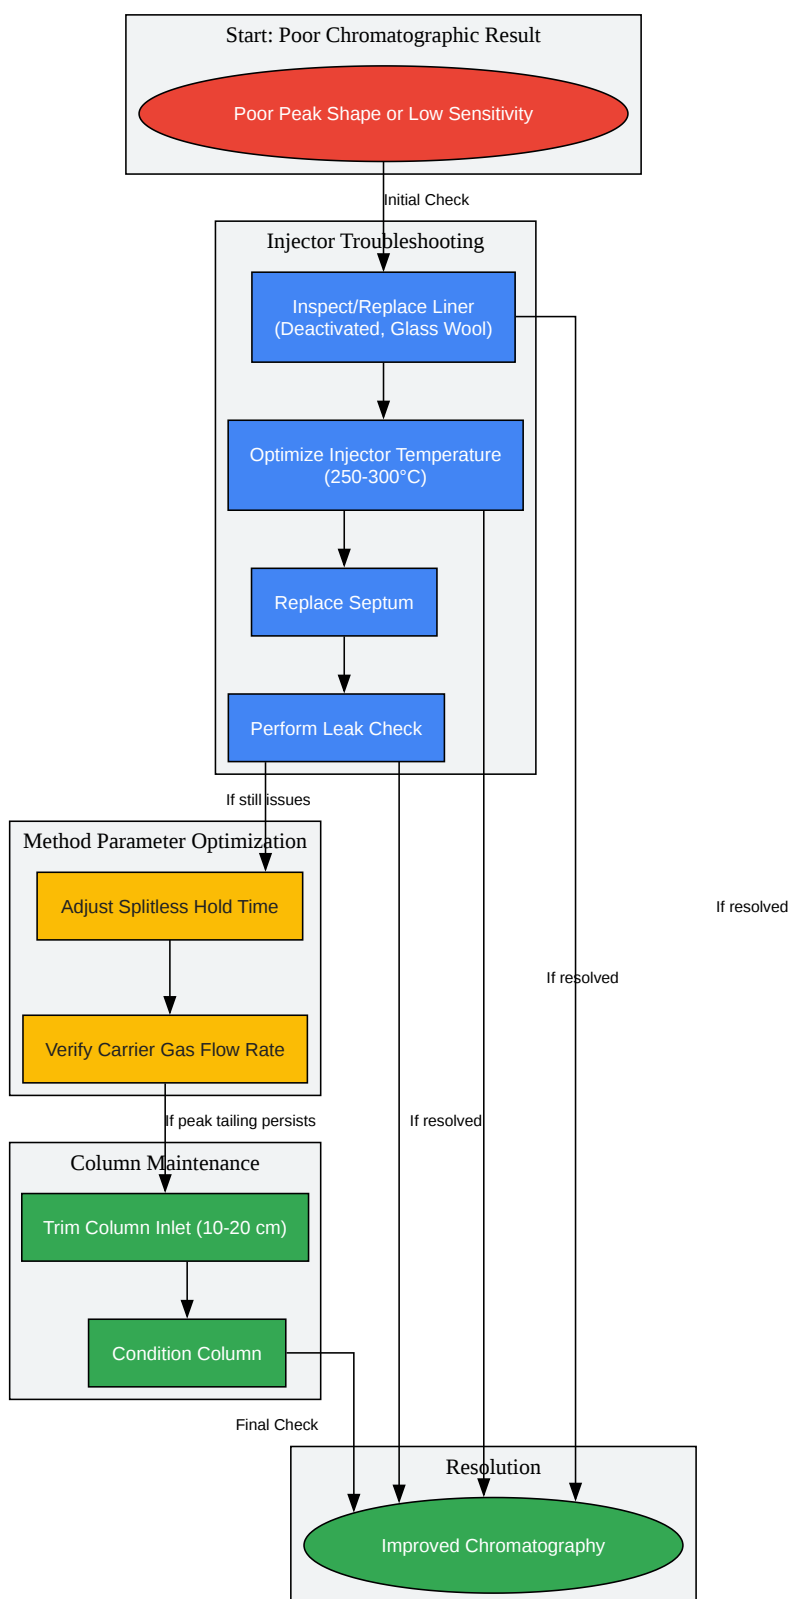 Start: Poor Chromatographic Result
Poor Peak Shape or Low Sensitivity
Initial Check
Injector Troubleshooting
Inspect/Replace Liner
(Deactivated, Glass Wool)
Optimize Injector Temperature
(250-300°C)
Replace Septum
Perform Leak Check
If still issues
Method Parameter Optimization
Adjust Splitless Hold Time
If resolved
If resolved
Verify Carrier Gas Flow Rate
If peak tailing persists
If resolved
Column Maintenance
Trim Column Inlet (10-20 cm)
Condition Column
Final Check
Resolution
Improved Chromatography